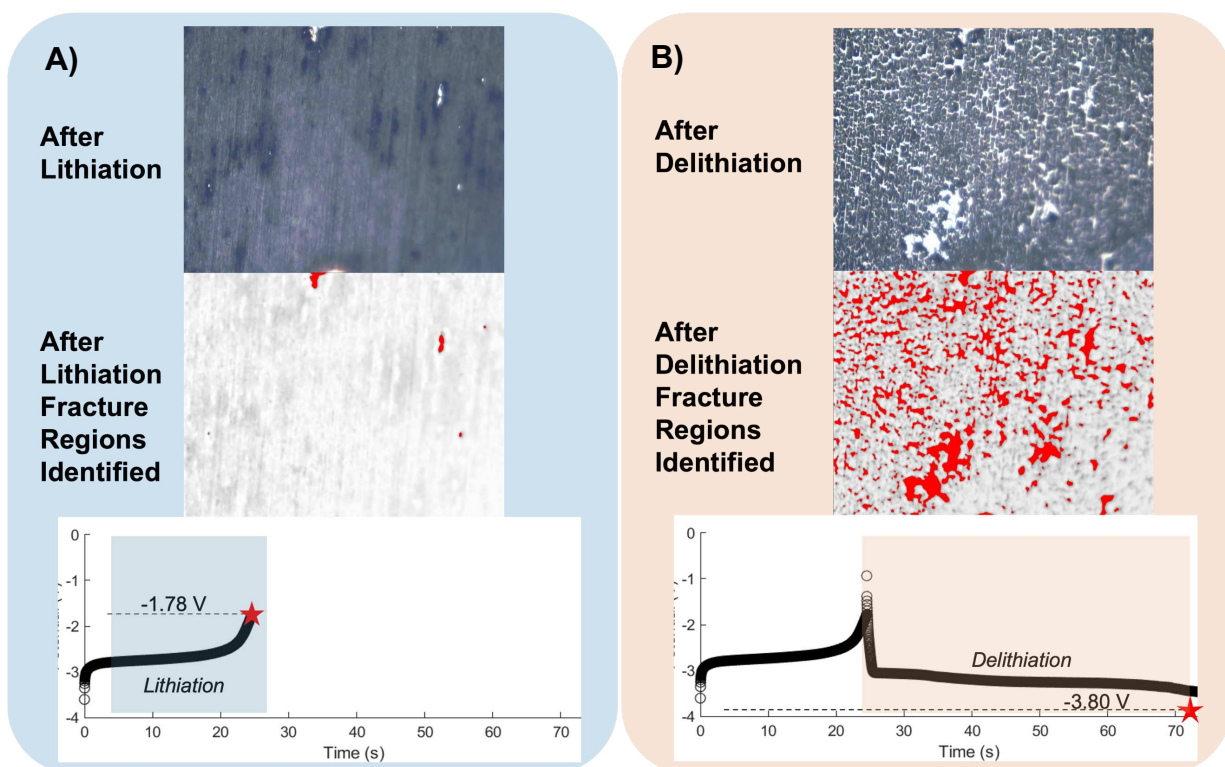 A)
After
Lithiation
After
Lithiation
Fracture
Regions
Identified
0
-1
-2
-3
-4
-1.78 V
Lithiation
0
10
20
30
40
50
60
70
Time (s)
B)
After
Delithiation
After
Delithiation
Fracture
Regions
Identified
0
-1
-2
-3
-4
Delithiation
-3.80 V
0
10
20
30
40
50
60
70
Time (s)